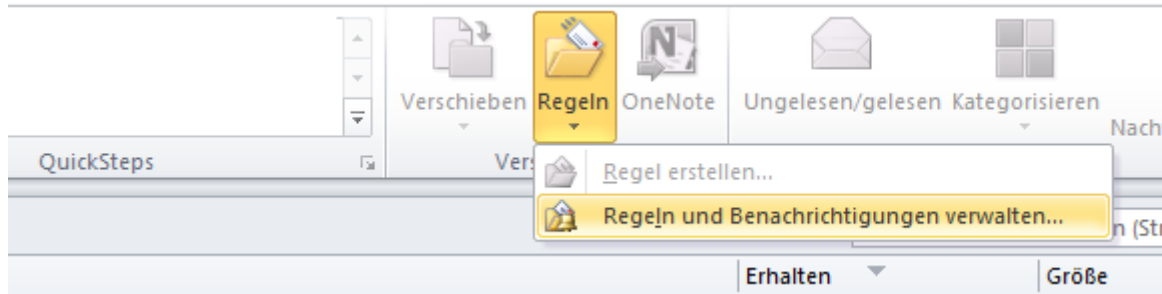 Verschieben Regeln OneNote Ungelesen/gelesen Kategorisieren
Nach
QuickSteps Vers
Regel erstellen...
Regeln und Benachrichtigungen verwalten...
n (Str
Erhalten Größe